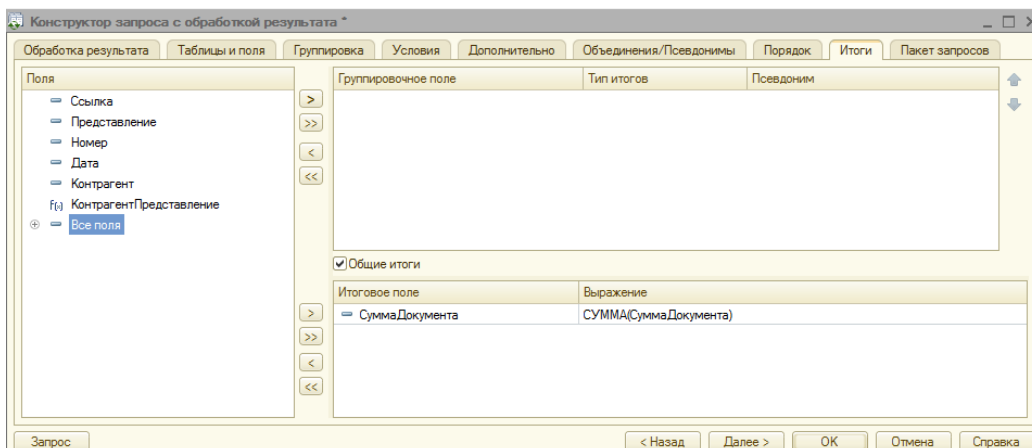 Конструктор запроса с обработкой результата *
Обработка результата Таблицы и поля Группировка Условия Дополнительно Объединения/Псевдонимы Порядок Итоги Пакет запросов
Поля
Группировочное поле Тип итогов Псевдоним
Ссылка
>
Представление
>>
Номер
Дата
<
Контрагент
<<
f(x) КонтрагентПредставление
Все поля
Общие итоги
Итоговое поле Выражение
> СуммаДокумента СУММА(СуммаДокумента)
>>
<
<<
Запрос < Назад Далее > OK Отмена Справка